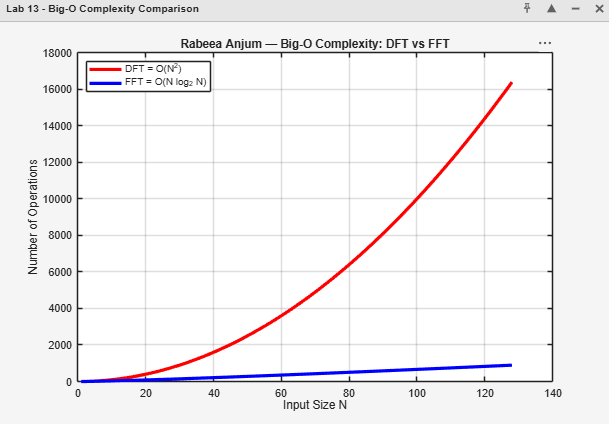 Lab 13 - Big-O Complexity Comparison
Rabeea Anjum — Big-O Complexity: DFT vs FFT
DFT = O(N²)
FFT = O(N log₂ N)
18000
16000
14000
12000
10000
8000
6000
4000
2000
0
Number of Operations
0 20 40 60 80 100 120 140
Input Size N